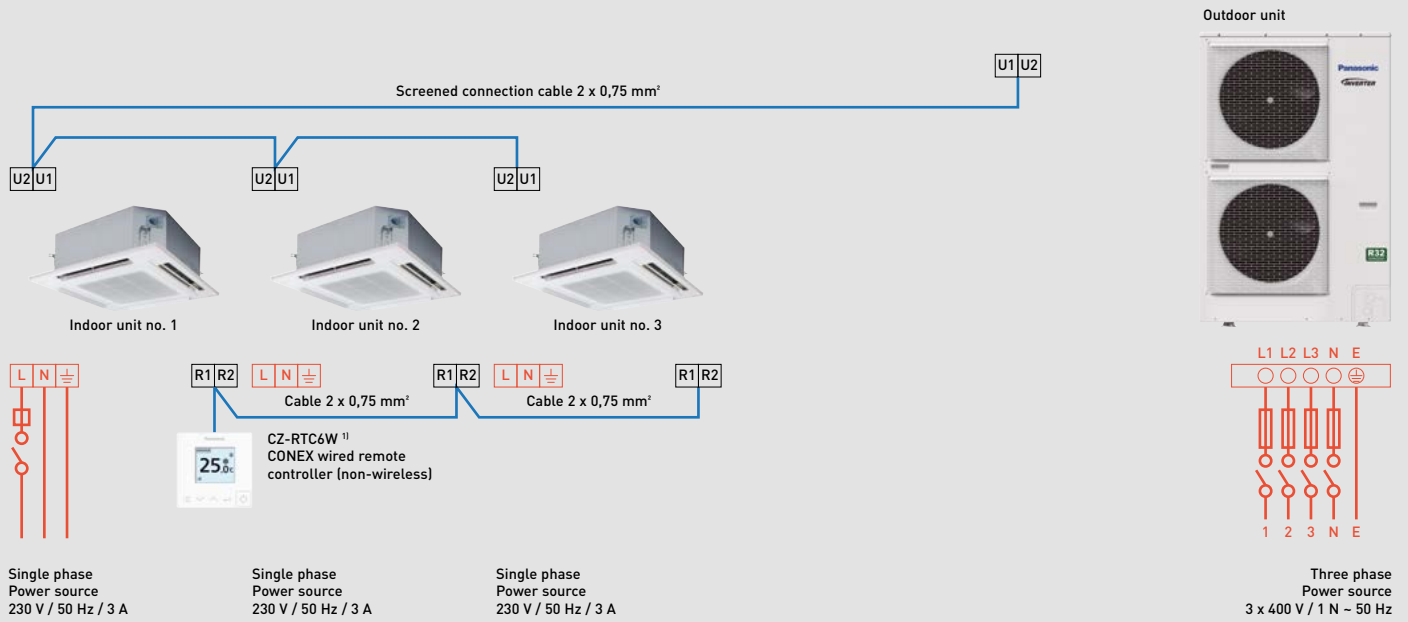 Outdoor unit
Panasonic
INVERTER
R32
U1 U2
Screened connection cable 2 x 0,75 mm²
U2 U1
U2 U1
U2 U1
Indoor unit no. 1
Indoor unit no. 2
Indoor unit no. 3
L N
R1 R2
L N
R1 R2
L N
R1 R2
Cable 2 x 0,75 mm²
Cable 2 x 0,75 mm²
Panasonic
25.0c
CZ-RTC6W ¹⁾
CONEX wired remote
controller (non-wireless)
L1 L2 L3 N E
1 2 3 N E
Single phase
Power source
230 V / 50 Hz / 3 A
Single phase
Power source
230 V / 50 Hz / 3 A
Single phase
Power source
230 V / 50 Hz / 3 A
Three phase
Power source
3 x 400 V / 1 N ~ 50 Hz